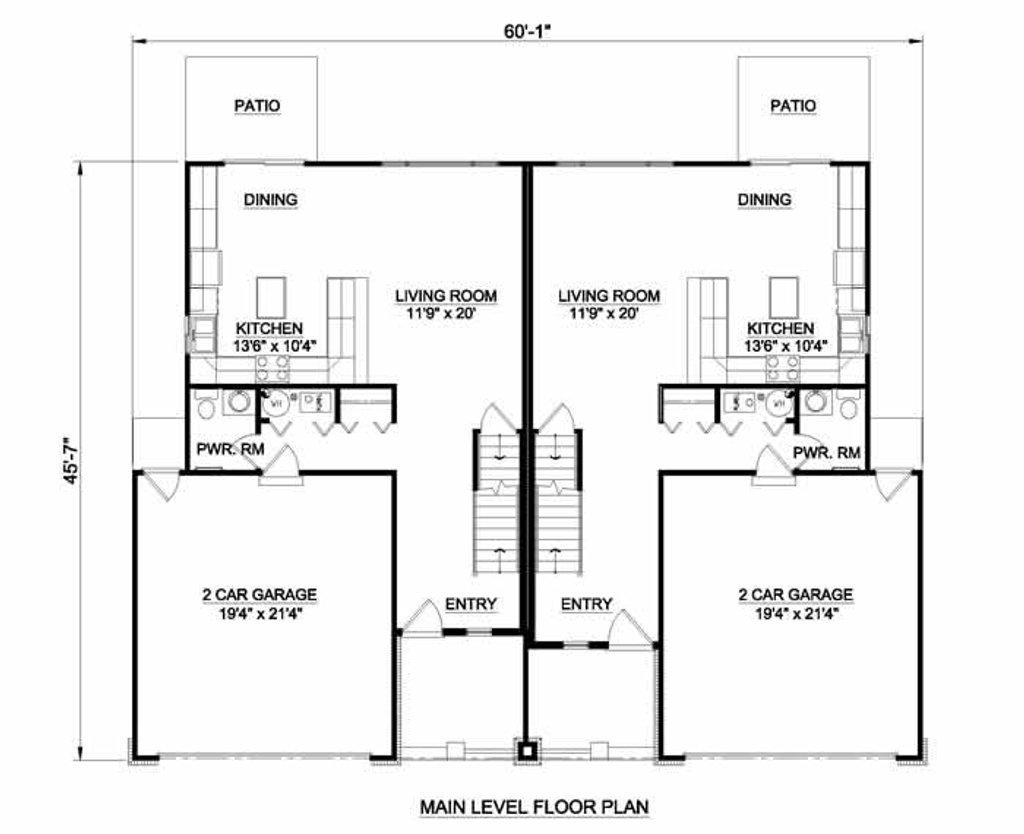 60'-1"
PATIO
PATIO
DINING
DINING
LIVING ROOM
11'9" x 20'
LIVING ROOM
11'9" x 20'
KITCHEN
13'6" x 10'4"
KITCHEN
13'6" x 10'4"
WH
WH
PWR. RM
PWR. RM
45'-7"
2 CAR GARAGE
19'4" x 21'4"
ENTRY
ENTRY
2 CAR GARAGE
19'4" x 21'4"
MAIN LEVEL FLOOR PLAN